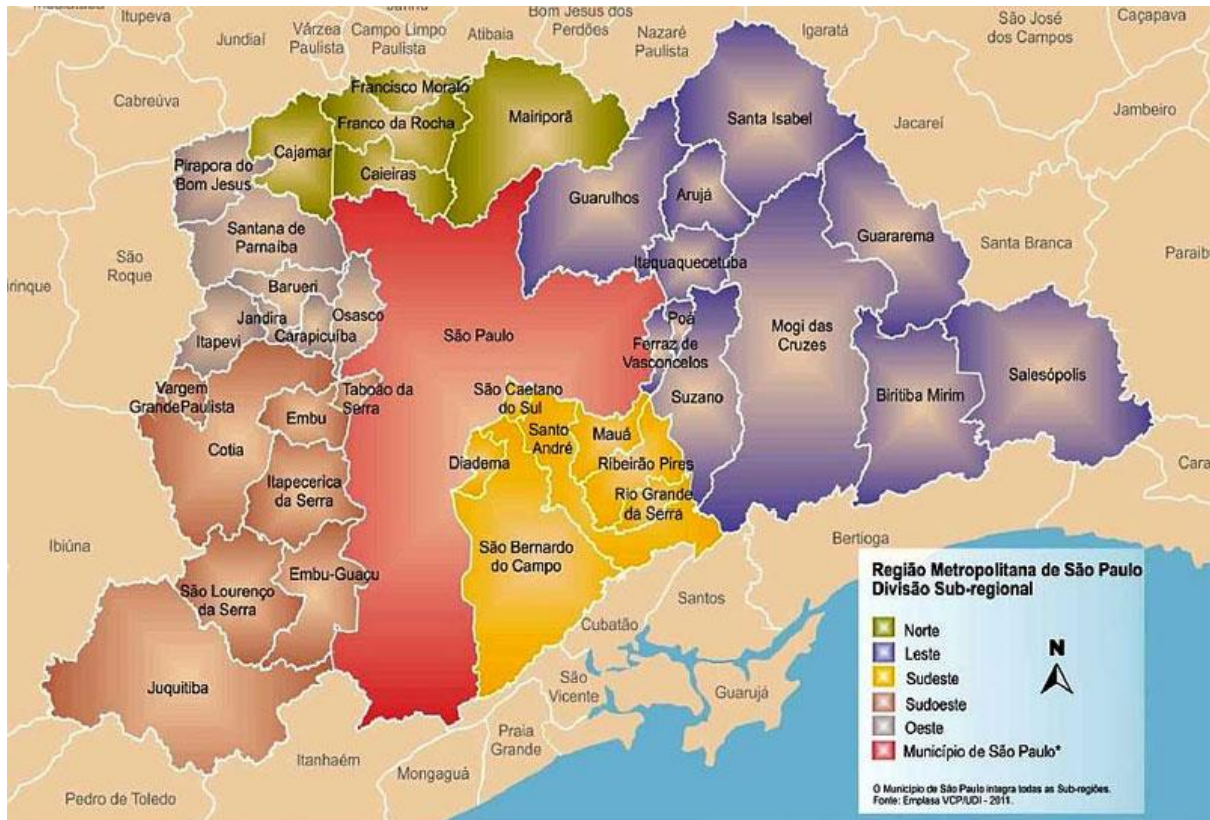 Itupeva
Jundiaí
Várzea
Paulista
Campo Limpo
Paulista
Atibaia
Bom Jesus dos
Perdões
Nazaré
Paulista
Igaratá
São José
dos Campos
Caçapava
Cabreúva
Francisco Morato
Franco da Rocha
Mairiporã
Santa Isabel
Jacareí
Jambeiro
Pirapora do
Bom Jesus
Cajamar
Caieiras
Guarulhos
Arujá
Santana de
Parnaíba
Guararema
Santa Branca
São
Roque
Itaquaquecetuba
Barueri
Jandira
Osasco
Carapicuíba
Itapevi
São Paulo
Poá
Ferraz de
Vasconcelos
Mogi das
Cruzes
Vargem
GrandePaulista
Taboão da
Serra
São Caetano
do Sul
Suzano
Biritiba Mirim
Salesópolis
Embu
Cotia
Santo
André
Mauá
Diadema
Ribeirão Pires
Itapecerica
da Serra
Rio Grande
da Serra
Ibiúna
São Bernardo
do Campo
Bertioga
Embu-Guaçu
São Lourenço
da Serra
Santos
Cubatão
Juquitiba
São
Vicente
Guarujá
Praia
Grande
Itanhaém
Mongaguá
Pedro de Toledo
Região Metropolitana de São Paulo
Divisão Sub-regional
Norte
Leste
Sudeste
Sudoeste
Oeste
Município de São Paulo*
N
O Município de São Paulo integra todas as Sub-regiões.
Fonte: Emplasa VCP/UDI - 2011.